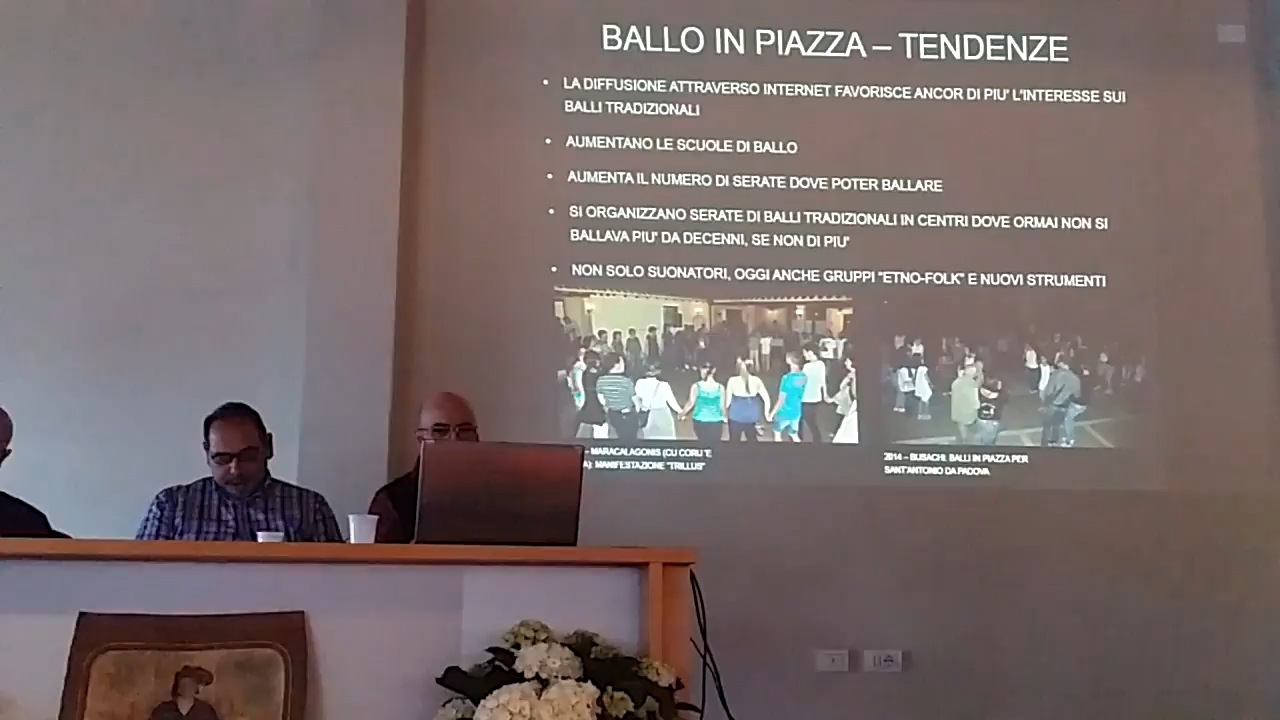 BALLO IN PIAZZA – TENDENZE
• LA DIFFUSIONE ATTRAVERSO INTERNET FAVORISCE ANCOR DI PIU' L'INTERESSE SUI
BALLI TRADIZIONALI
• AUMENTANO LE SCUOLE DI BALLO
• AUMENTA IL NUMERO DI SERATE DOVE POTER BALLARE
• SI ORGANIZZANO SERATE DI BALLI TRADIZIONALI IN CENTRI DOVE ORMAI NON SI
BALLAVA PIU' DA DECENNI, SE NON DI PIU'
• NON SOLO SUONATORI, OGGI ANCHE GRUPPI "ETNO-FOLK" E NUOVI STRUMENTI
– MARACALAGONIS (CU CORU 'E
A): MANIFESTAZIONE "TRILLUS"
2014 – BUSACHI: BALLI IN PIAZZA PER
SANT'ANTONIO DA PADOVA